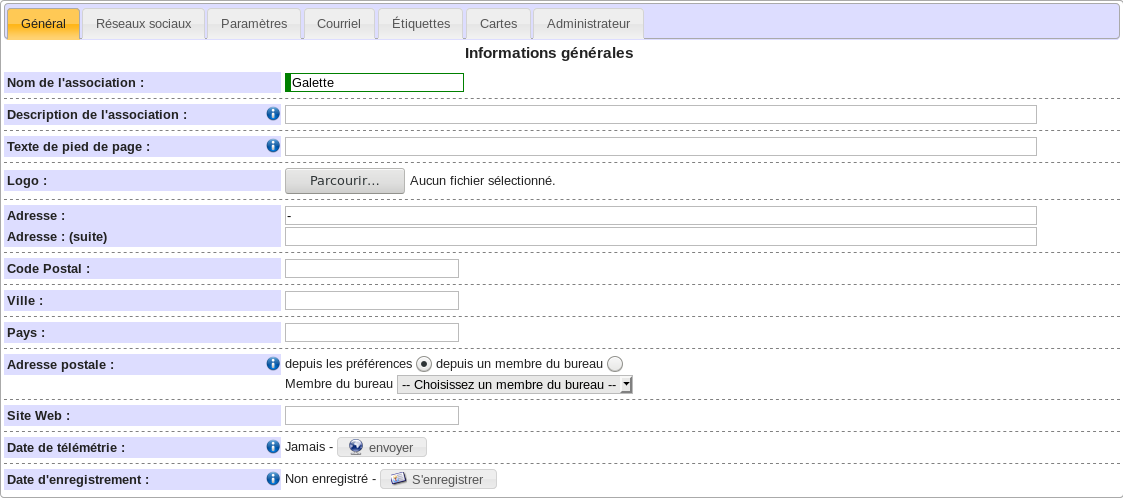 Général Réseaux sociaux Paramètres Courriel Étiquettes Cartes Administrateur
Informations générales
Nom de l'association : Galette
Description de l'association :
Texte de pied de page :
Logo : Parcourir... Aucun fichier sélectionné.
Adresse : -
Adresse : (suite)
Code Postal :
Ville :
Pays :
Adresse postale : depuis les préférences depuis un membre du bureau
Membre du bureau -- Choisissez un membre du bureau --
Site Web :
Date de télémétrie : Jamais - envoyer
Date d'enregistrement : Non enregistré - S'enregistrer